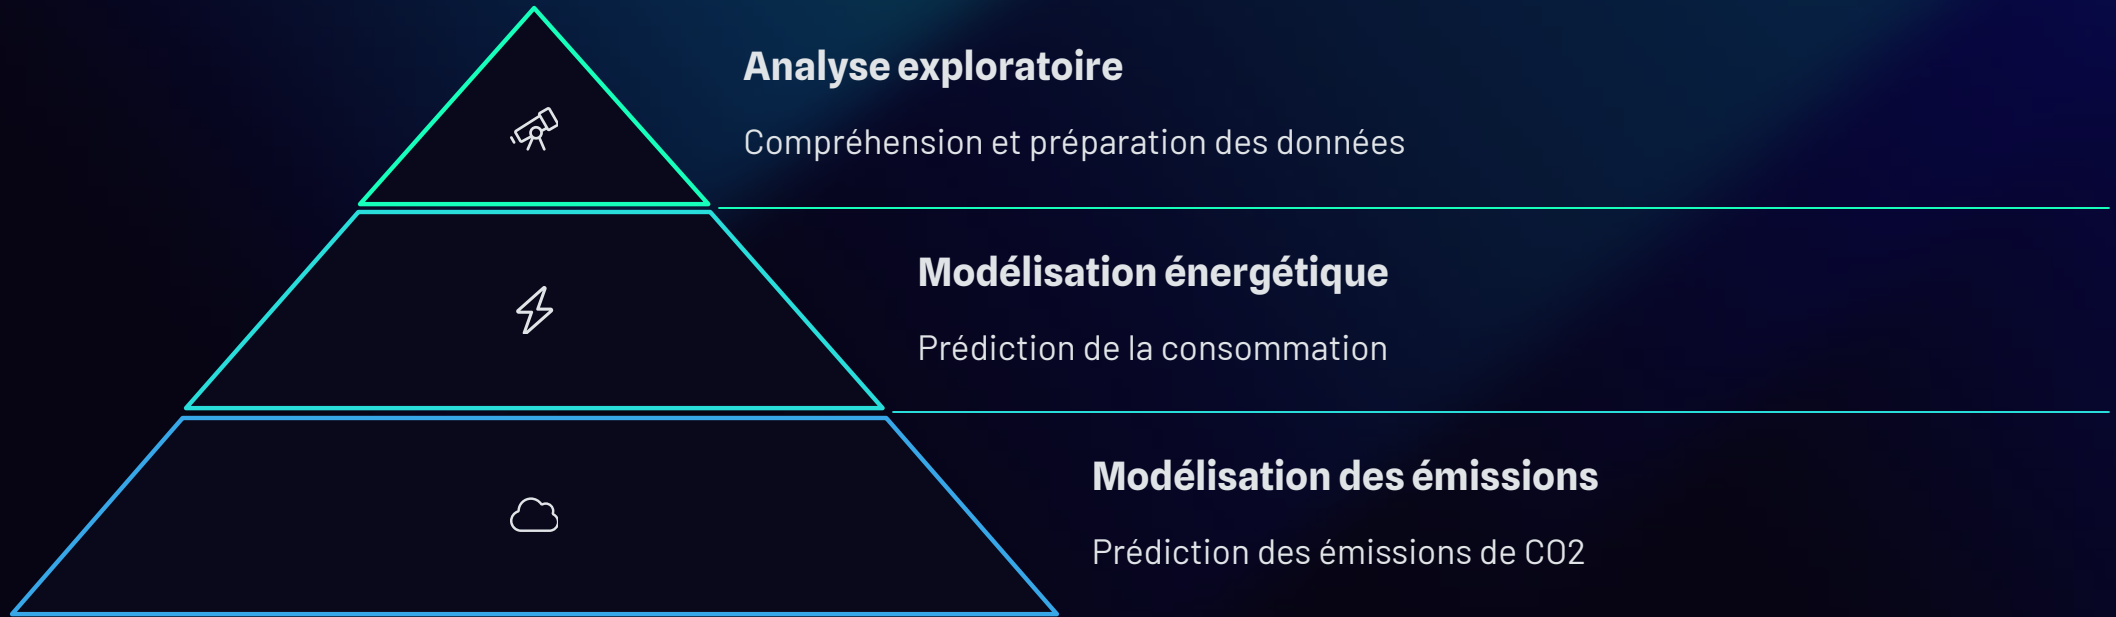 Analyse exploratoire
Compréhension et préparation des données
Modélisation énergétique
Prédiction de la consommation
Modélisation des émissions
Prédiction des émissions de CO2